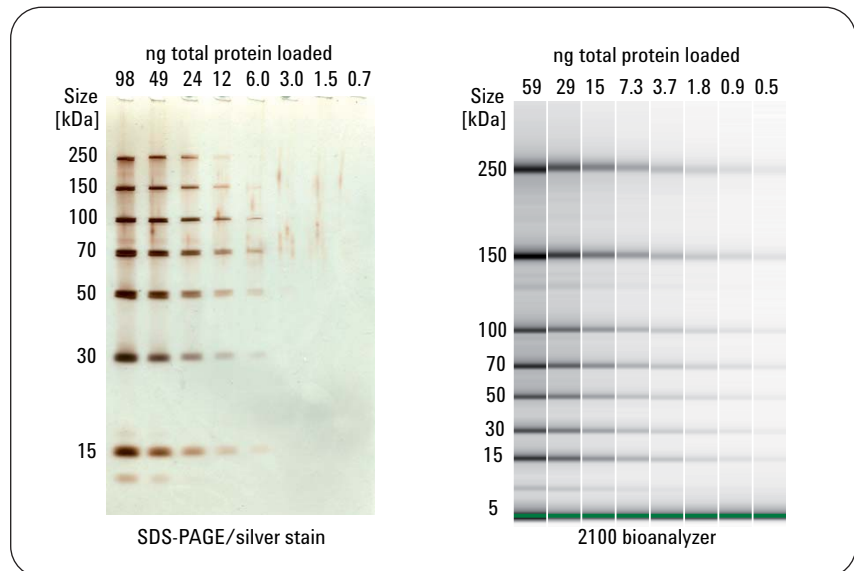 ng total protein loaded
98 49 24 12 6.0 3.0 1.5 0.7
Size
[kDa]
250
150
100
70
50
30
15
SDS-PAGE/silver stain
ng total protein loaded
59 29 15 7.3 3.7 1.8 0.9 0.5
Size
[kDa]
250
150
100
70
50
30
15
5
2100 bioanalyzer